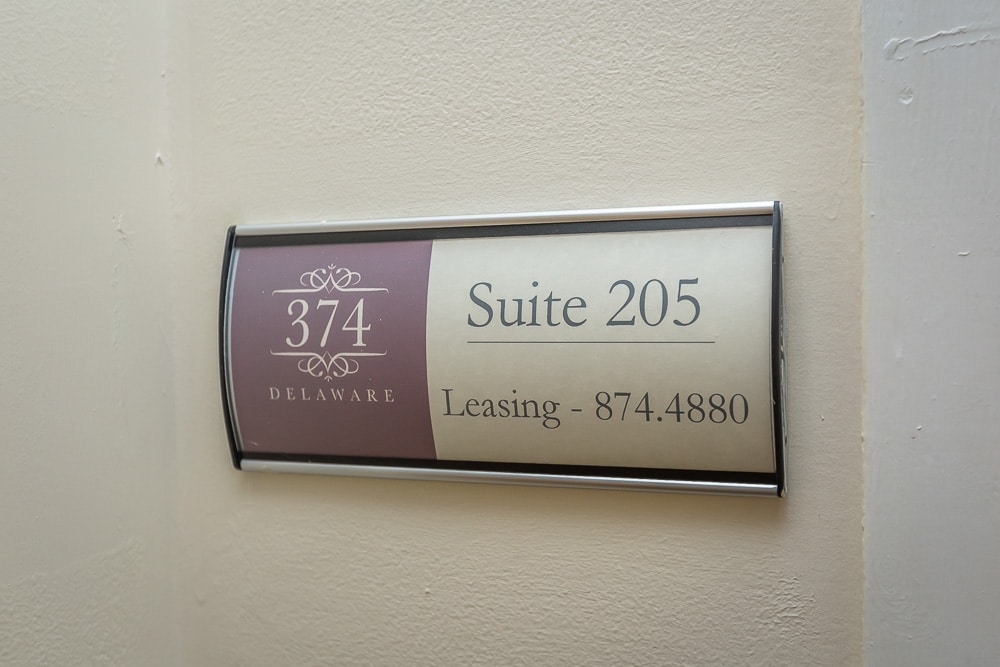 374
DELAWARE
Suite 205
Leasing - 874.4880